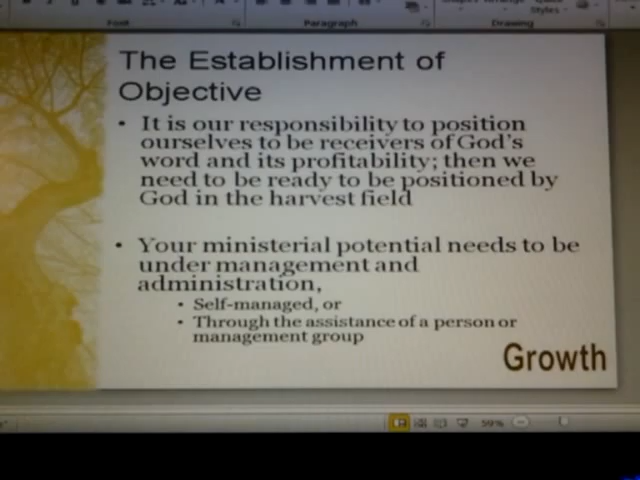 Font
Paragraph
Drawing
Styles
The Establishment of
Objective
• It is our responsibility to position
ourselves to be receivers of God's
word and its profitability; then we
need to be ready to be positioned by
God in the harvest field
• Your ministerial potential needs to be
under management and
administration,
• Self-managed, or
• Through the assistance of a person or
management group
Growth
59%